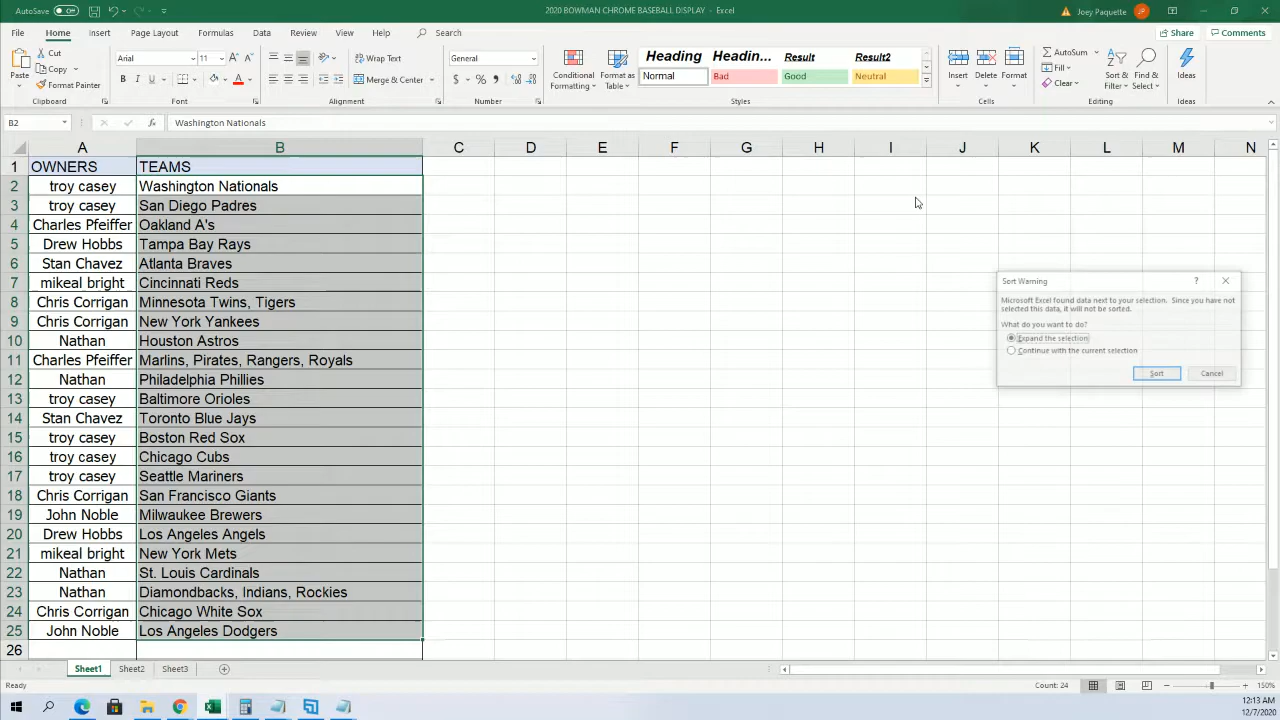 AutoSave Off 2020 BOWMAN CHROME BASEBALL DISPLAY - Excel Joey Paquette JP
File Home Insert Page Layout Formulas Data Review View Help Search Share Comments
Cut
Copy
Format Painter
Paste
Clipboard
Arial 11
B I U
Font
Wrap Text
Merge & Center
Alignment
General
$ % ,
Number
Conditional Formatting
Format as Table
Heading Headin... Result Result2
Normal Bad Good Neutral
Styles
Insert Delete Format
Cells
AutoSum
Fill
Clear
Sort & Filter
Find & Select
Editing
Ideas
Ideas
B2 fx Washington Nationals
A B C D E F G H I J K L M N
1 OWNERS TEAMS
2 troy casey Washington Nationals
3 troy casey San Diego Padres
4 Charles Pfeiffer Oakland A's
5 Drew Hobbs Tampa Bay Rays
6 Stan Chavez Atlanta Braves
7 mikeal bright Cincinnati Reds
8 Chris Corrigan Minnesota Twins, Tigers
9 Chris Corrigan New York Yankees
10 Nathan Houston Astros
11 Charles Pfeiffer Marlins, Pirates, Rangers, Royals
12 Nathan Philadelphia Phillies
13 troy casey Baltimore Orioles
14 Stan Chavez Toronto Blue Jays
15 troy casey Boston Red Sox
16 troy casey Chicago Cubs
17 troy casey Seattle Mariners
18 Chris Corrigan San Francisco Giants
19 John Noble Milwaukee Brewers
20 Drew Hobbs Los Angeles Angels
21 mikeal bright New York Mets
22 Nathan St. Louis Cardinals
23 Nathan Diamondbacks, Indians, Rockies
24 Chris Corrigan Chicago White Sox
25 John Noble Los Angeles Dodgers
26
Sort Warning ?
Microsoft Excel found data next to your selection. Since you have not
selected this data, it will not be sorted.
What do you want to do?
Expand the selection
Continue with the current selection
Sort Cancel
Sheet1 Sheet2 Sheet3
Ready Count: 24 150%
12:13 AM
12/7/2020